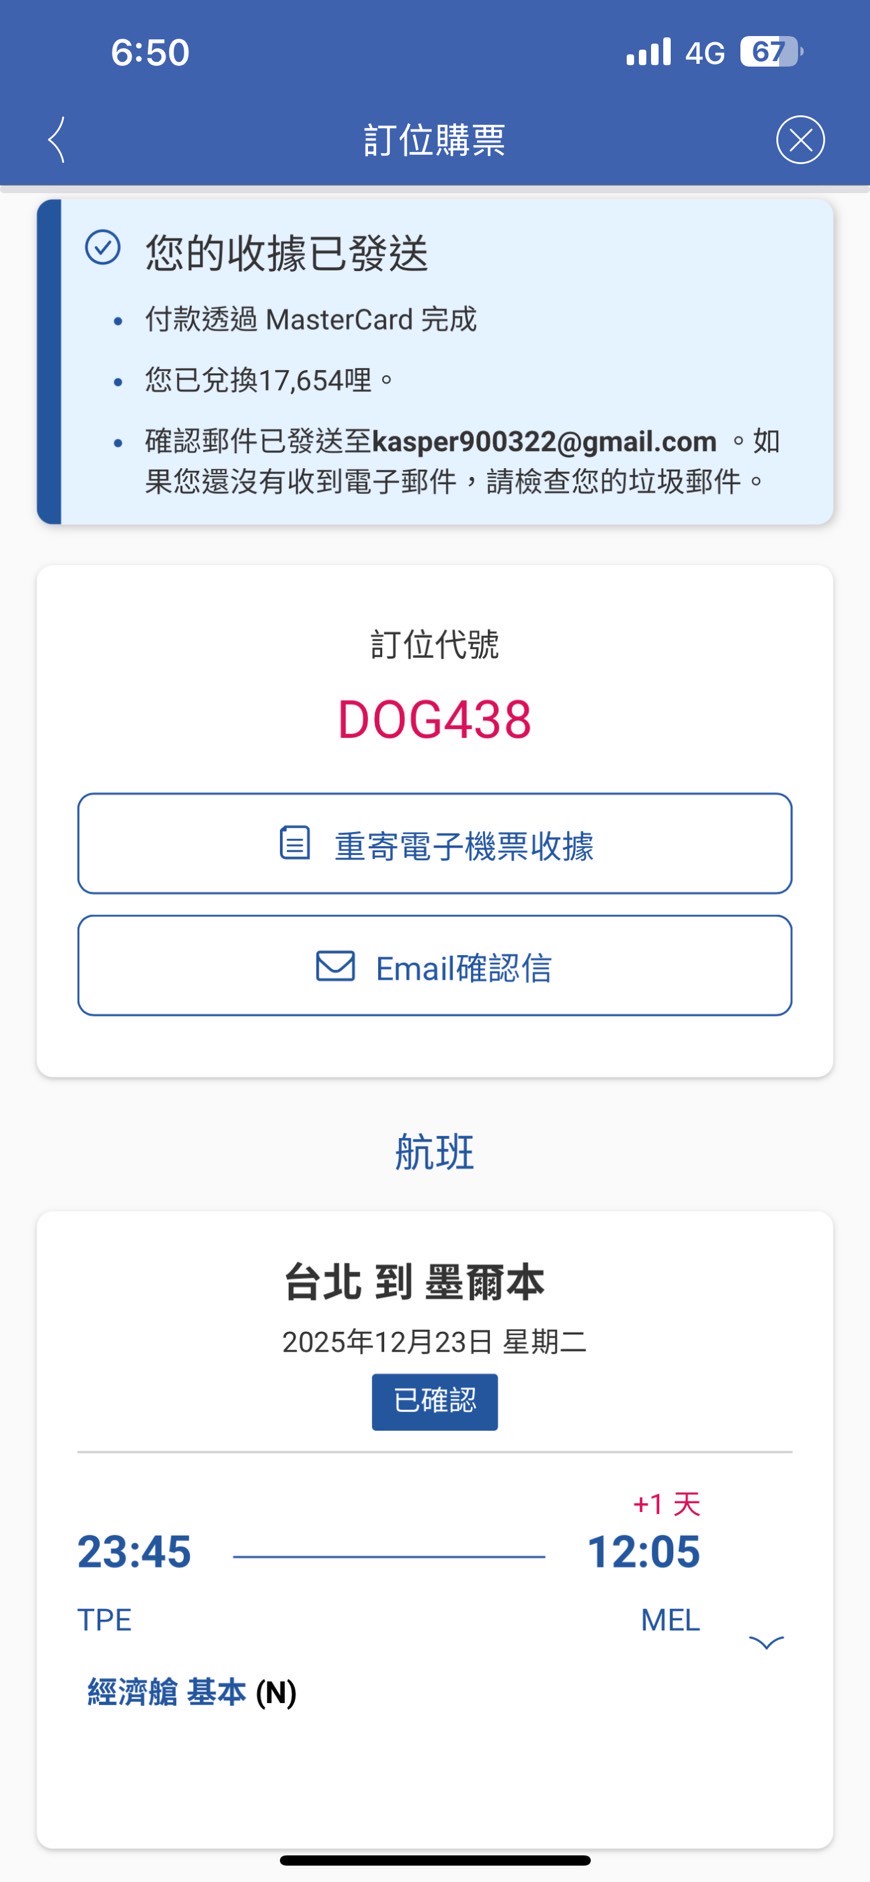 6:50
4G 67
訂位購票
您的收據已發送
付款透過 MasterCard 完成
您已兌換17,654哩。
確認郵件已發送至kasper900322@gmail.com 。如
果您還沒有收到電子郵件，請檢查您的垃圾郵件。
訂位代號
DOG438
重寄電子機票收據
Email確認信
航班
台北 到 墨爾本
2025年12月23日 星期二
已確認
+1 天
23:45 12:05
TPE MEL
經濟艙 基本 (N)